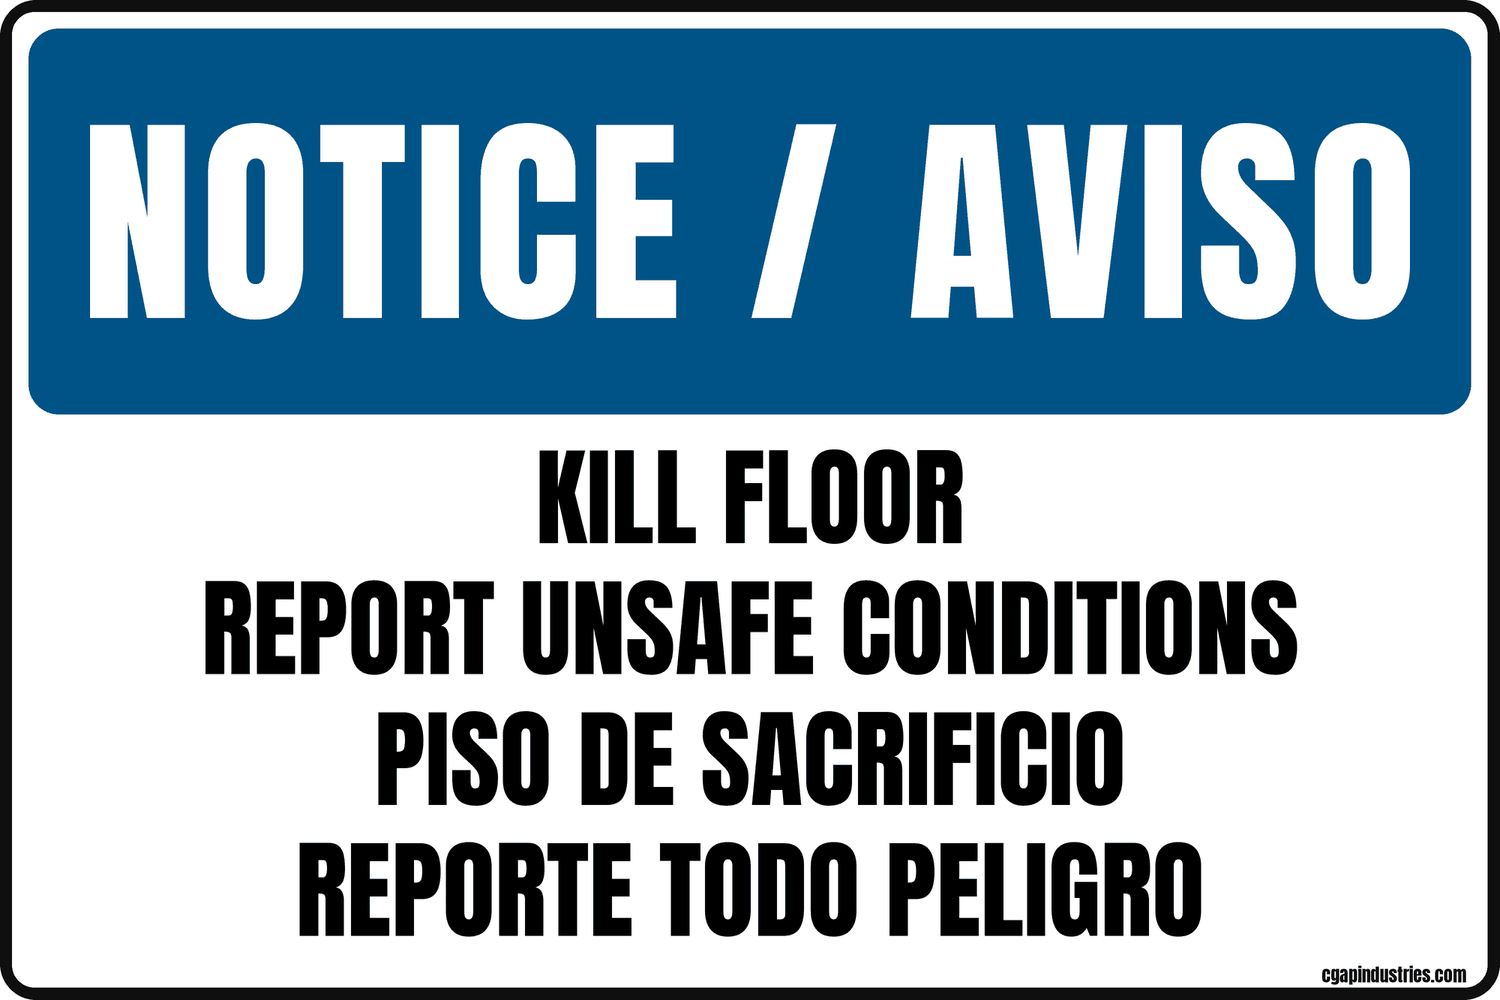 NOTICE / AVISO
KILL FLOOR
REPORT UNSAFE CONDITIONS
PISO DE SACRIFICIO
REPORTE TODO PELIGRO
cgapindustries.com